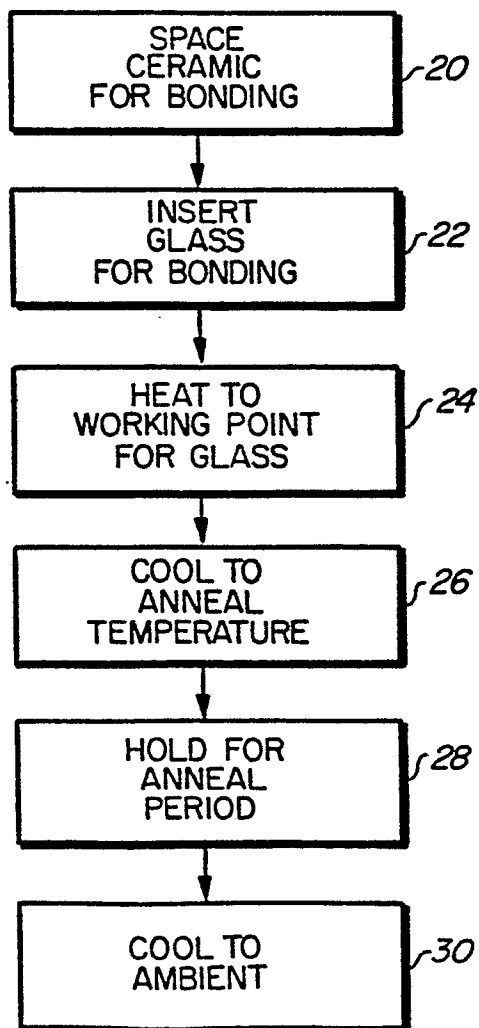 SPACE
CERAMIC
FOR BONDING
20
INSERT
GLASS
FOR BONDING
22
HEAT TO
WORKING POINT
FOR GLASS
24
COOL TO
ANNEAL
TEMPERATURE
26
HOLD FOR
ANNEAL
PERIOD
28
COOL TO
AMBIENT
30